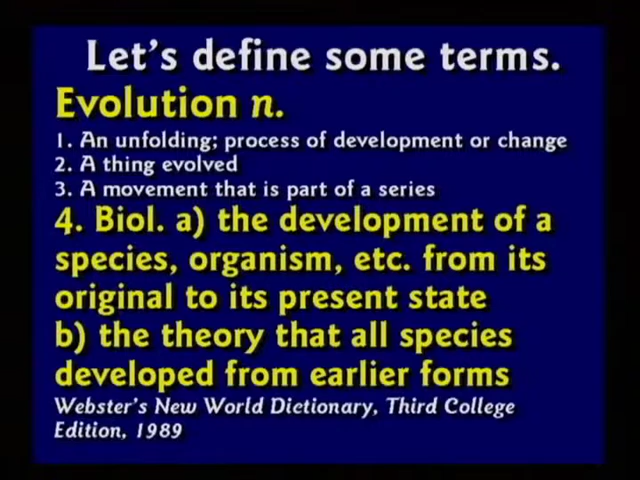 Let's define some terms.
Evolution n.
1. An unfolding; process of development or change
2. A thing evolved
3. A movement that is part of a series
4. Biol. a) the development of a
species, organism, etc. from its
original to its present state
b) the theory that all species
developed from earlier forms
Webster's New World Dictionary, Third College
Edition, 1989